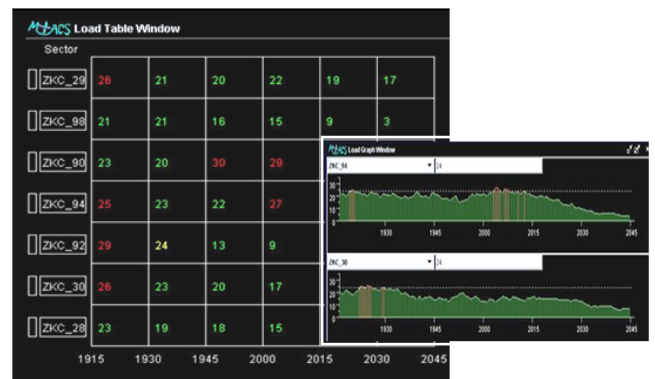 MACS Load Table Window
Sector
ZKC_29 26 21 20 22 19 17
ZKC_98 21 21 16 15 9 3
ZKC_90 23 20 30 29
ZKC_94 25 23 22 27
ZKC_92 29 24 13 9
ZKC_30 26 23 20 17
ZKC_28 23 19 18 15
1915 1930 1945 2000 2015 2030 2045
Load Graph Window
ZKC_94 24
30
20
10
0
1930 1945 2000 2015 2030 2045
ZKC_30 24
30
20
10
0
1930 1945 2000 2015 2030 2045